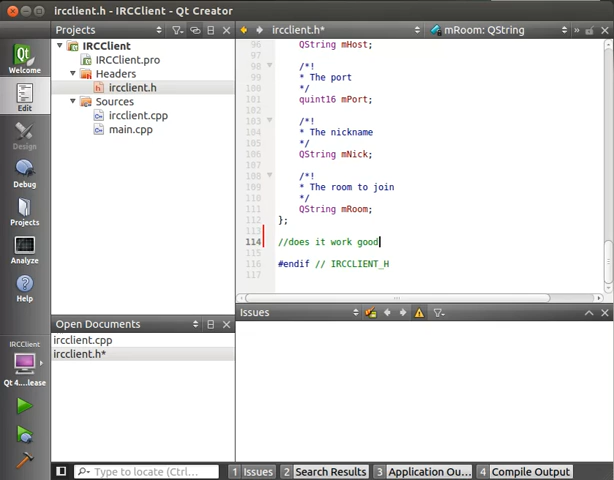 ircclient.h - IRCClient - Qt Creator
Projects
ircclient.h*
mRoom: QString
Welcome
Edit
Design
Debug
Projects
Analyze
Help
IRCClient
Qt 4....lease
IRCClient
IRCClient.pro
Headers
ircclient.h
Sources
ircclient.cpp
main.cpp
96 QString mHost;
97
98 /*!
99 * The port
100 */
101 quint16 mPort;
102
103 /*!
104 * The nickname
105 */
106 QString mNick;
107
108 /*!
109 * The room to join
110 */
111 QString mRoom;
112 };
113
114 //does it work good
115
116 #endif // IRCCLIENT_H
117
Open Documents
ircclient.cpp
ircclient.h*
Issues
Type to locate (Ctrl...
1 Issues
2 Search Results
3 Application Ou...
4 Compile Output